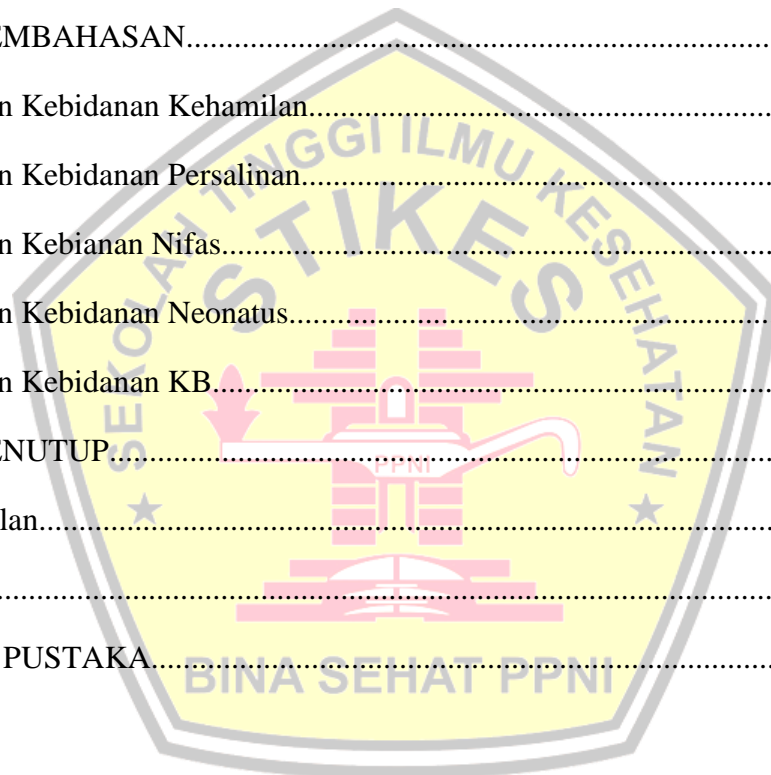 EMBAHASAN..........................................................................
n Kebidanan Kehamilan..........................................................
n Kebidanan Persalinan...........................................................
n Kebianan Nifas.....................................................................
n Kebidanan Neonatus.............................................................
n Kebidanan KB......................................................................
ENUTUP...................................................................................
lan............................................................................................
.................................................................................................
PUSTAKA..............................................................................
SEKOLAH TINGGI ILMU KESEHATAN
STIKES
PPNI
BINA SEHAT PPNI